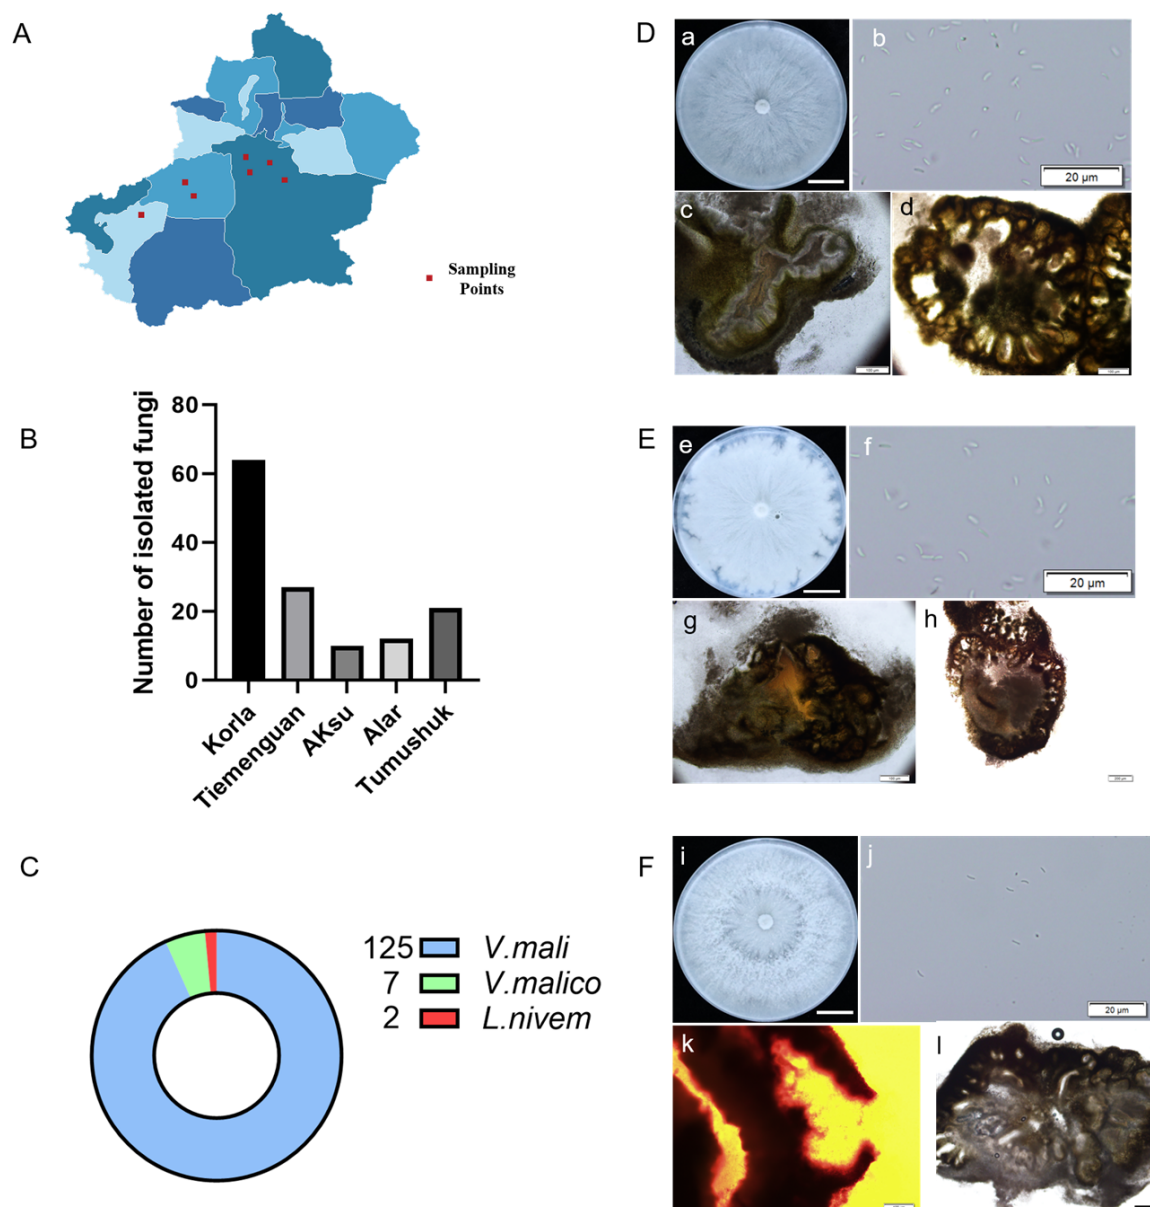 A
Sampling
Points
B
Number of isolated fungi
80
60
40
20
0
Korla
Tiemenguan
AKsu
Alar
Tumushuk
C
125 V.mali
7 V.malico
2 L.nivem
D
a
b
20 µm
c
d
E
e
f
20 µm
g
h
F
i
j
20 µm
k
l